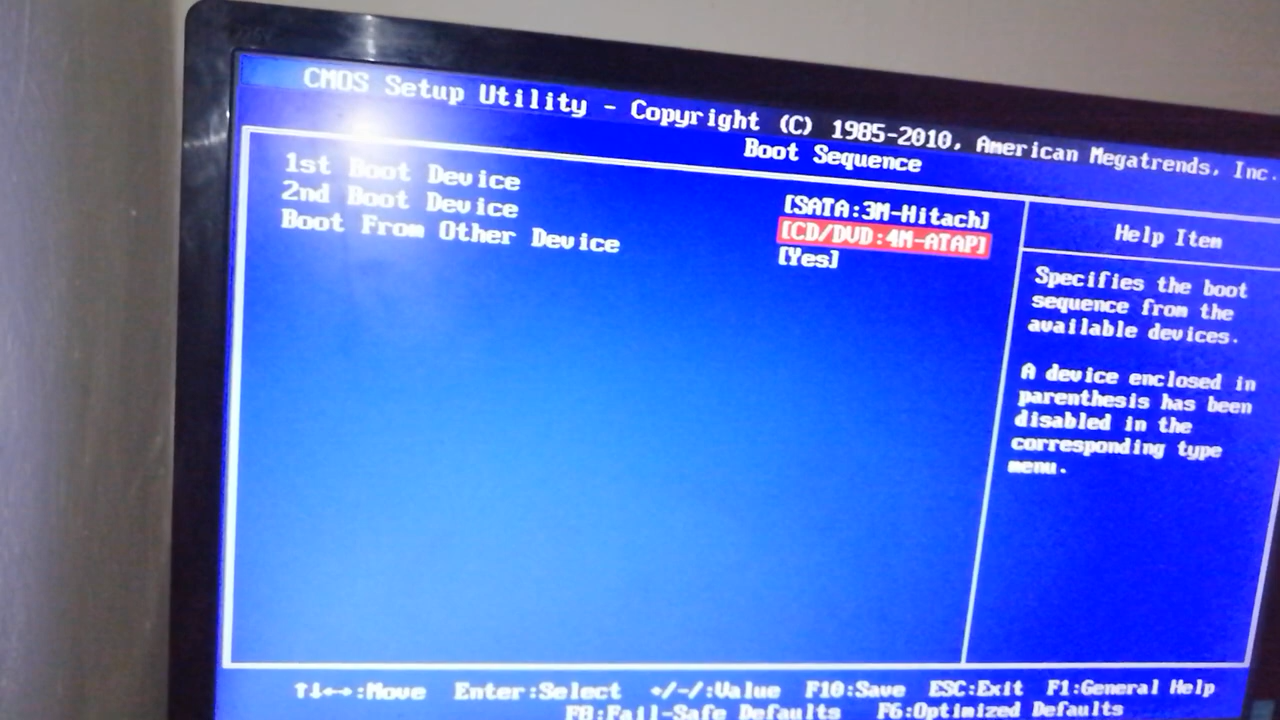 CMOS Setup Utility - Copyright (C) 1985-2010, American Megatrends, Inc.
Boot Sequence
1st Boot Device [SATA:3M-Hitach]
2nd Boot Device [CD/DVD:4M-ATAP]
Boot From Other Device [Yes]
Help Item
Specifies the boot
sequence from the
available devices.
A device enclosed in
parenthesis has been
disabled in the
corresponding type
menu.
↑↓←→:Move Enter:Select +/-/:Value F10:Save ESC:Exit F1:General Help
F8:Fail-Safe Defaults F6:Optimized Defaults